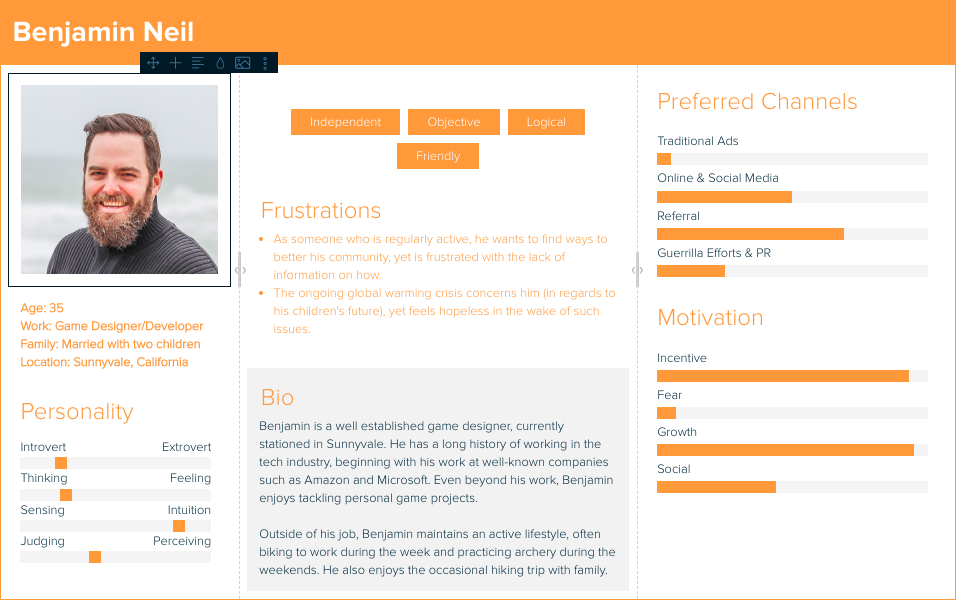 Benjamin Neil
Age: 35
Work: Game Designer/Developer
Family: Married with two children
Location: Sunnyvale, California
Personality
Introvert Extrovert
Thinking Feeling
Sensing Intuition
Judging Perceiving
Independent Objective Logical
Friendly
Frustrations
• As someone who is regularly active, he wants to find ways to
better his community, yet is frustrated with the lack of
information on how.
• The ongoing global warming crisis concerns him (in regards to
his children's future), yet feels hopeless in the wake of such
issues.
Bio
Benjamin is a well established game designer, currently
stationed in Sunnyvale. He has a long history of working in the
tech industry, beginning with his work at well-known companies
such as Amazon and Microsoft. Even beyond his work, Benjamin
enjoys tackling personal game projects.
Outside of his job, Benjamin maintains an active lifestyle, often
biking to work during the week and practicing archery during the
weekends. He also enjoys the occasional hiking trip with family.
Preferred Channels
Traditional Ads
Online & Social Media
Referral
Guerrilla Efforts & PR
Motivation
Incentive
Fear
Growth
Social